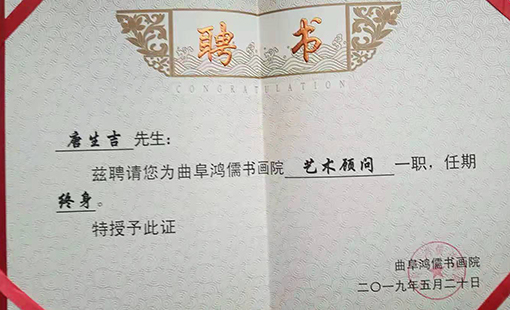 聘书
CONGRATULATION
唐生吉 先生：
兹聘请您为曲阜鸿儒书画院 艺术顾问 一职，任期
终身。
特授予此证
曲阜鸿儒书画院
二〇一九年五月二十日